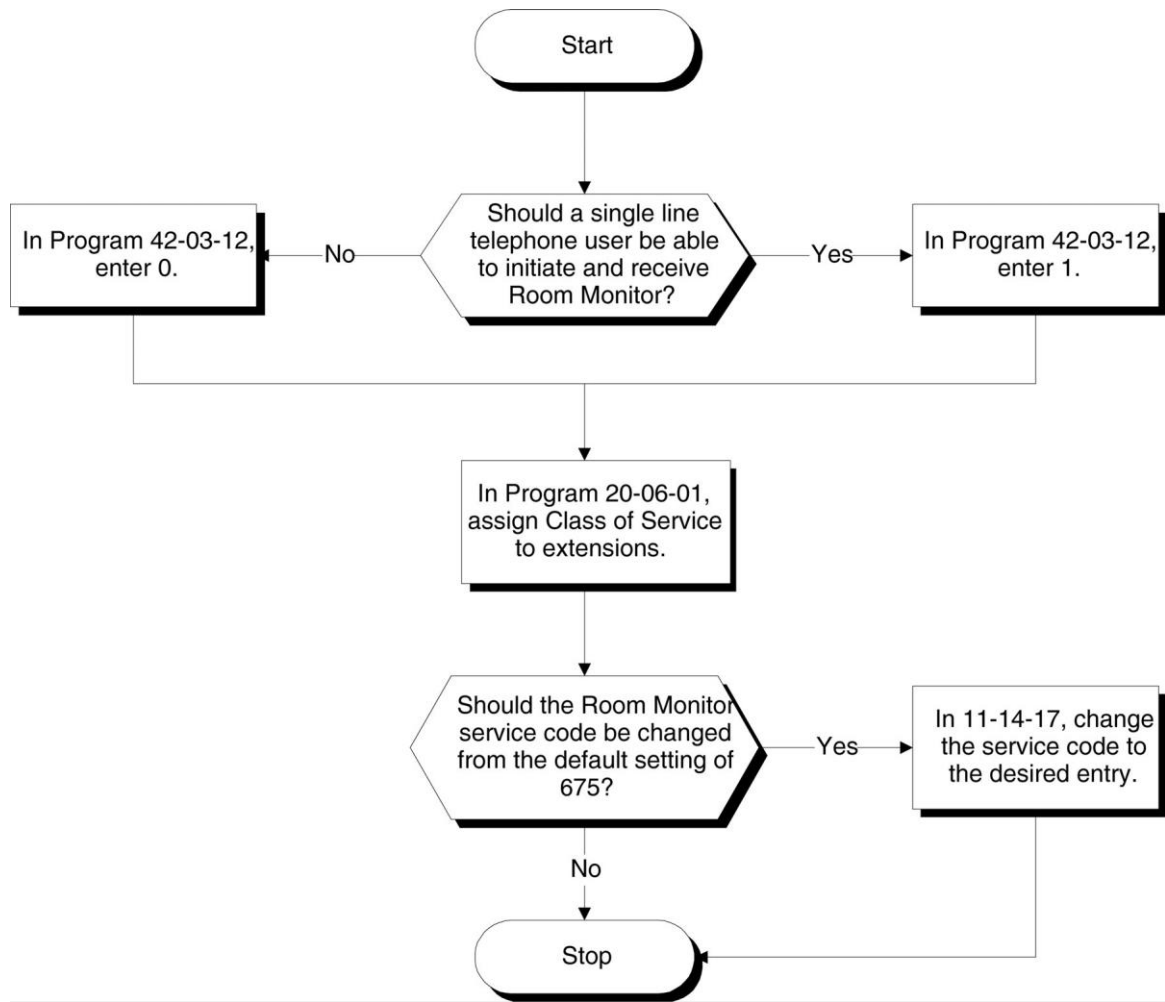 Start
Should a single line
telephone user be able
to initiate and receive
Room Monitor?
No
Yes
In Program 42-03-12,
enter 0.
In Program 42-03-12,
enter 1.
In Program 20-06-01,
assign Class of Service
to extensions.
Should the Room Monitor
service code be changed
from the default setting of
675?
Yes
In 11-14-17, change
the service code to
the desired entry.
No
Stop